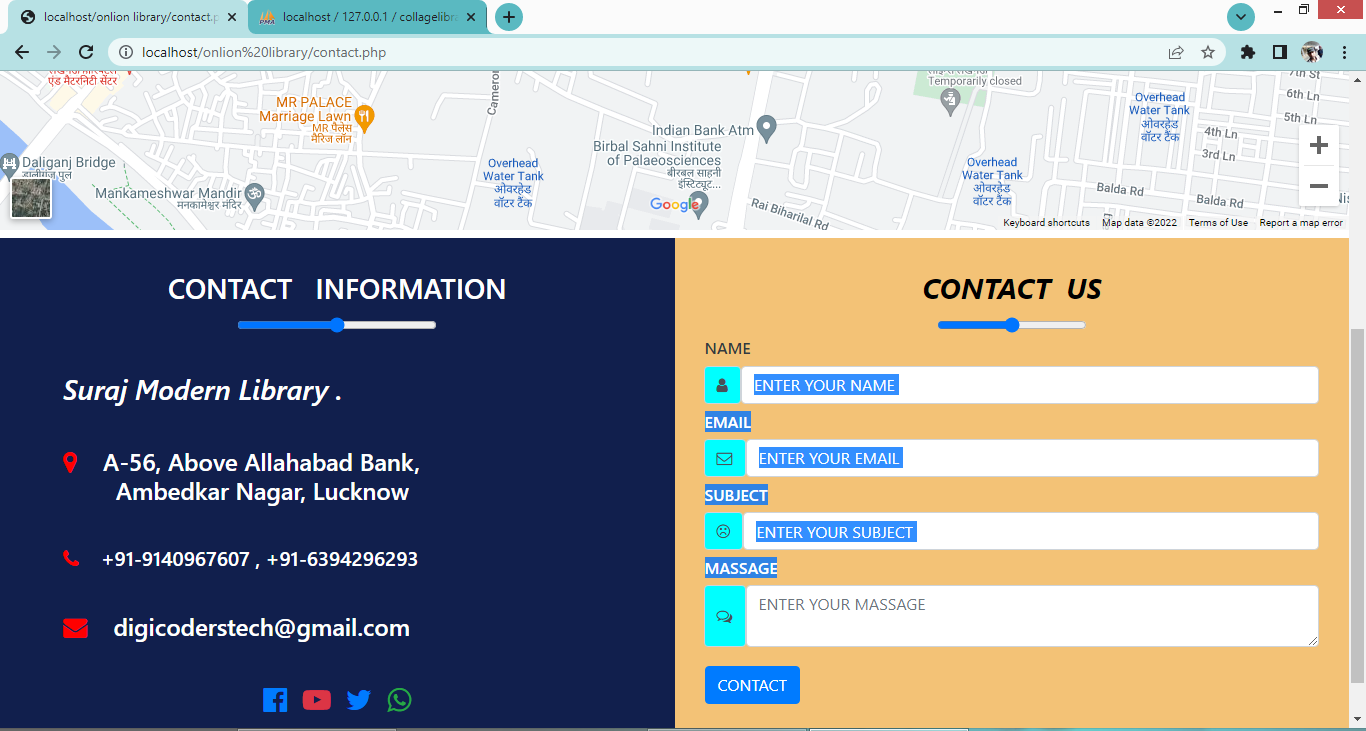 localhost/onlion library/contact.p
localhost / 127.0.0.1 / collagelibra
localhost/onlion%20library/contact.php
एंड मैटरनिटी सेंटर
MR PALACE
Marriage Lawn
MR पैलेस
मैरिज लॉन
Cameron
Temporarily closed
7th St
6th Ln
5th Ln
4th Ln
3rd Ln
Overhead
Water Tank
ओवरहेड
वॉटर टैंक
Indian Bank Atm
Birbal Sahni Institute
of Palaeosciences
बीरबल साहनी
इंस्टिट्यूट...
Daliganj Bridge
डालीगंज पुल
Mankameshwar Mandir
मनकामेश्वर मंदिर
Overhead
Water Tank
ओवरहेड
वॉटर टैंक
Overhead
Water Tank
ओवरहेड
वॉटर टैंक
Balda Rd
Balda Rd
Rai Biharilal Rd
Google
Keyboard shortcuts Map data ©2022 Terms of Use Report a map error
CONTACT INFORMATION
Suraj Modern Library .
A-56, Above Allahabad Bank,
Ambedkar Nagar, Lucknow
+91-9140967607 , +91-6394296293
digicoderstech@gmail.com
CONTACT US
NAME
ENTER YOUR NAME
EMAIL
ENTER YOUR EMAIL
SUBJECT
ENTER YOUR SUBJECT
MASSAGE
ENTER YOUR MASSAGE
CONTACT